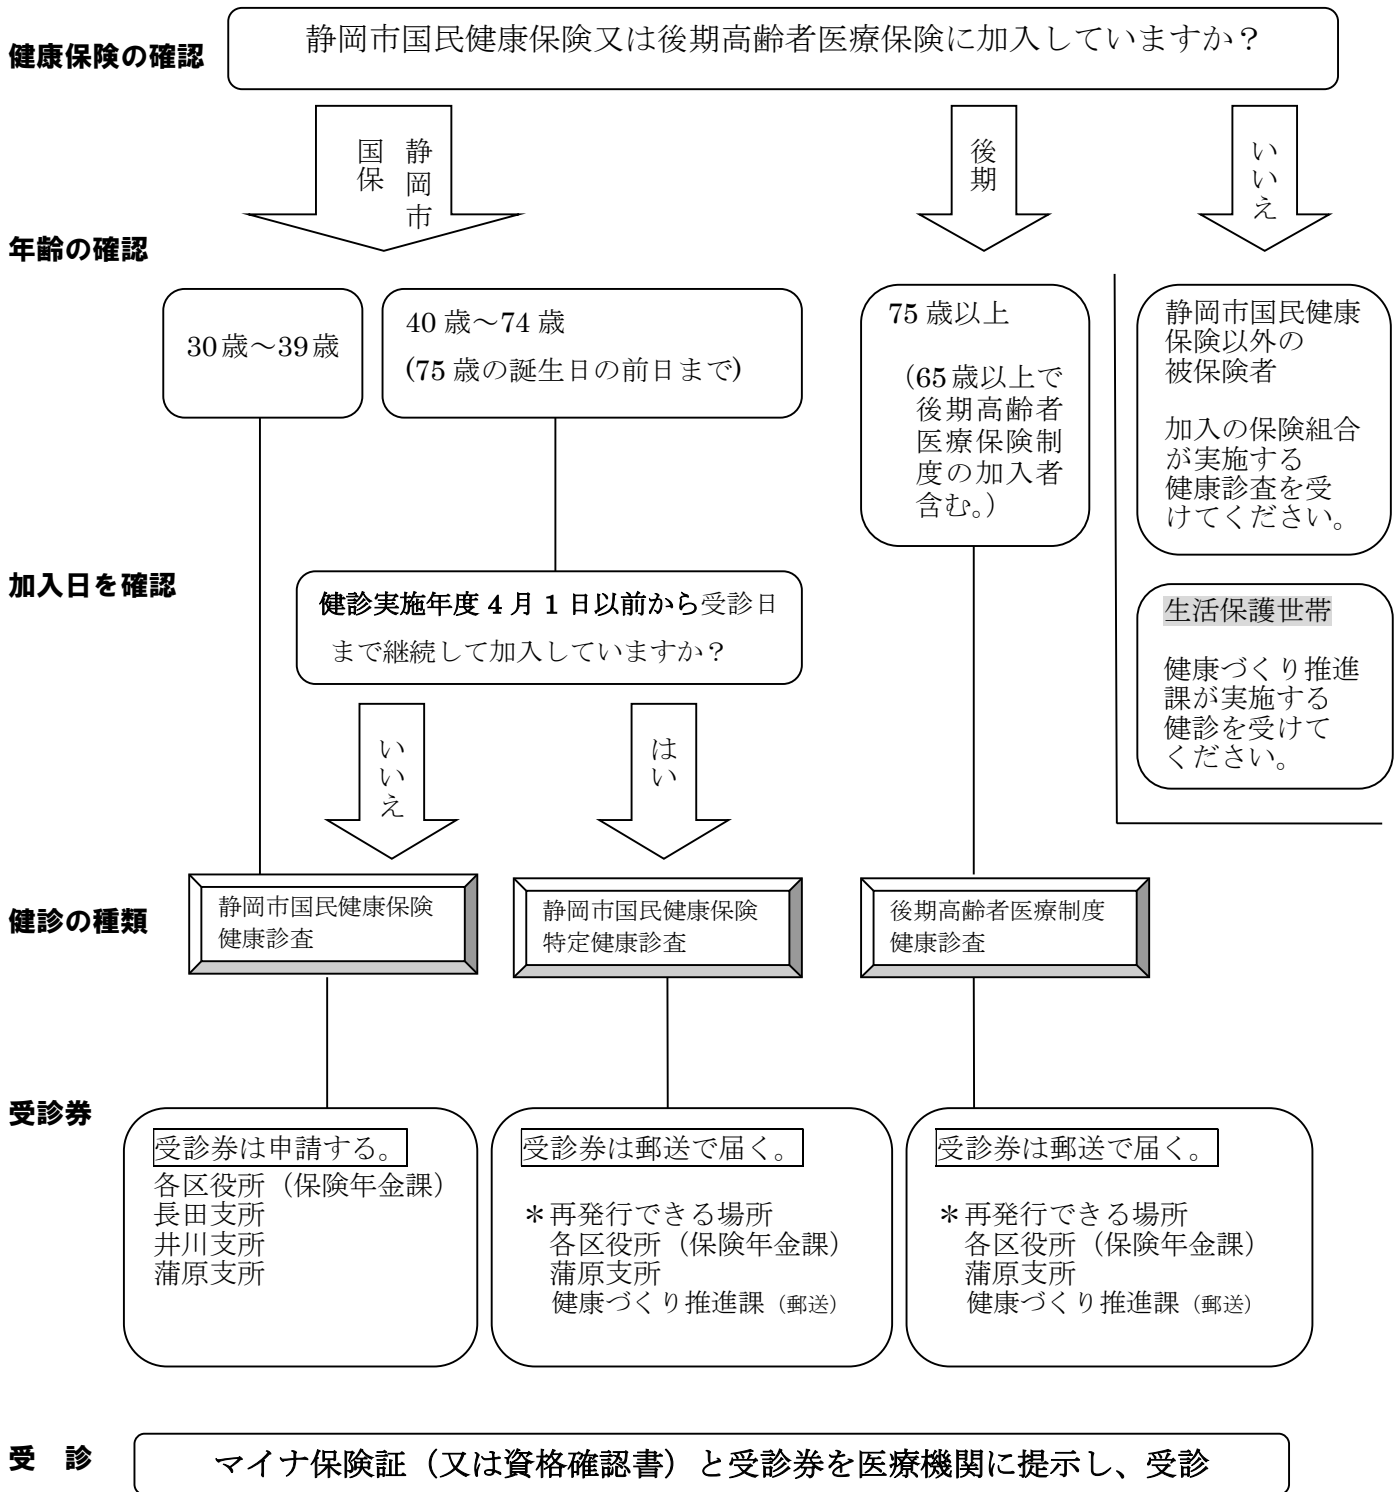 健康保険の確認
静岡市国民健康保険又は後期高齢者医療保険に加入していますか？
静岡市
国保
後期
いいえ
年齢の確認
30歳～39歳
40歳～74歳
(75歳の誕生日の前日まで)
75歳以上
（65歳以上で
後期高齢者
医療保険制
度の加入者
含む。）
静岡市国民健康
保険以外の
被保険者
加入の保険組合
が実施する
健康診査を受
けてください。
生活保護世帯
健康づくり推進
課が実施する
健診を受けて
ください。
加入日を確認
健診実施年度4月1日以前から受診日
まで継続して加入していますか？
いいえ
はい
健診の種類
静岡市国民健康保険
健康診査
静岡市国民健康保険
特定健康診査
後期高齢者医療制度
健康診査
受診券
受診券は申請する。
各区役所（保険年金課）
長田支所
井川支所
蒲原支所
受診券は郵送で届く。
＊再発行できる場所
各区役所（保険年金課）
蒲原支所
健康づくり推進課（郵送）
受診券は郵送で届く。
＊再発行できる場所
各区役所（保険年金課）
蒲原支所
健康づくり推進課（郵送）
受　診
マイナ保険証（又は資格確認書）と受診券を医療機関に提示し、受診